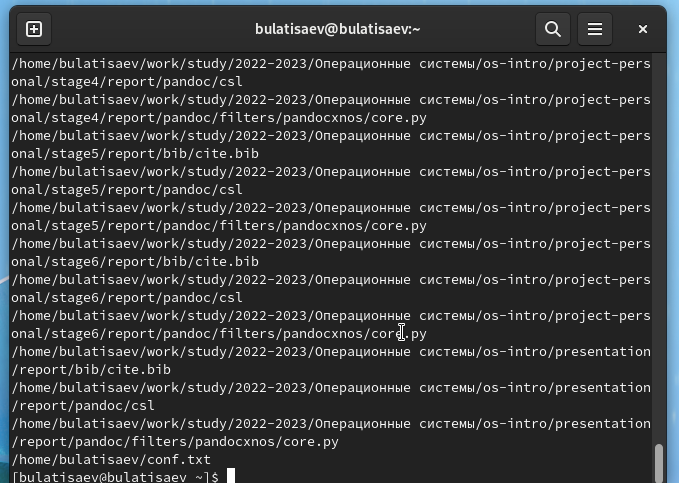 bulatisaev@bulatisaev:~
/home/bulatisaev/work/study/2022-2023/Операционные системы/os-intro/project-pers
onal/stage4/report/pandoc/csl
/home/bulatisaev/work/study/2022-2023/Операционные системы/os-intro/project-pers
onal/stage4/report/pandoc/filters/pandocxnos/core.py
/home/bulatisaev/work/study/2022-2023/Операционные системы/os-intro/project-pers
onal/stage5/report/bib/cite.bib
/home/bulatisaev/work/study/2022-2023/Операционные системы/os-intro/project-pers
onal/stage5/report/pandoc/csl
/home/bulatisaev/work/study/2022-2023/Операционные системы/os-intro/project-pers
onal/stage5/report/pandoc/filters/pandocxnos/core.py
/home/bulatisaev/work/study/2022-2023/Операционные системы/os-intro/project-pers
onal/stage6/report/bib/cite.bib
/home/bulatisaev/work/study/2022-2023/Операционные системы/os-intro/project-pers
onal/stage6/report/pandoc/csl
/home/bulatisaev/work/study/2022-2023/Операционные системы/os-intro/project-pers
onal/stage6/report/pandoc/filters/pandocxnos/core.py
/home/bulatisaev/work/study/2022-2023/Операционные системы/os-intro/presentation
/report/bib/cite.bib
/home/bulatisaev/work/study/2022-2023/Операционные системы/os-intro/presentation
/report/pandoc/csl
/home/bulatisaev/work/study/2022-2023/Операционные системы/os-intro/presentation
/report/pandoc/filters/pandocxnos/core.py
/home/bulatisaev/conf.txt
[bulatisaev@bulatisaev ~]$